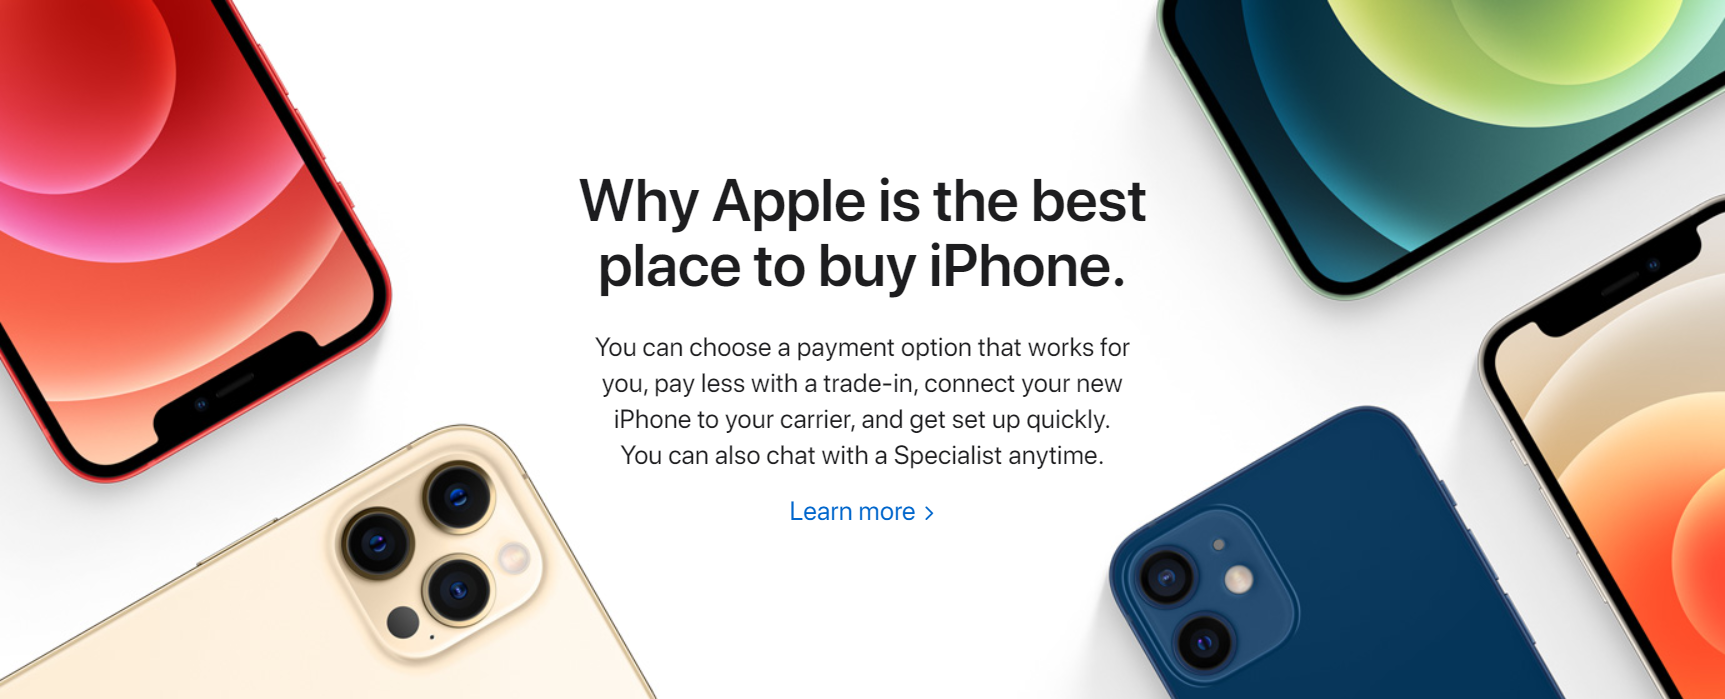 Why Apple is the best
place to buy iPhone.
You can choose a payment option that works for
you, pay less with a trade-in, connect your new
iPhone to your carrier, and get set up quickly.
You can also chat with a Specialist anytime.
Learn more >